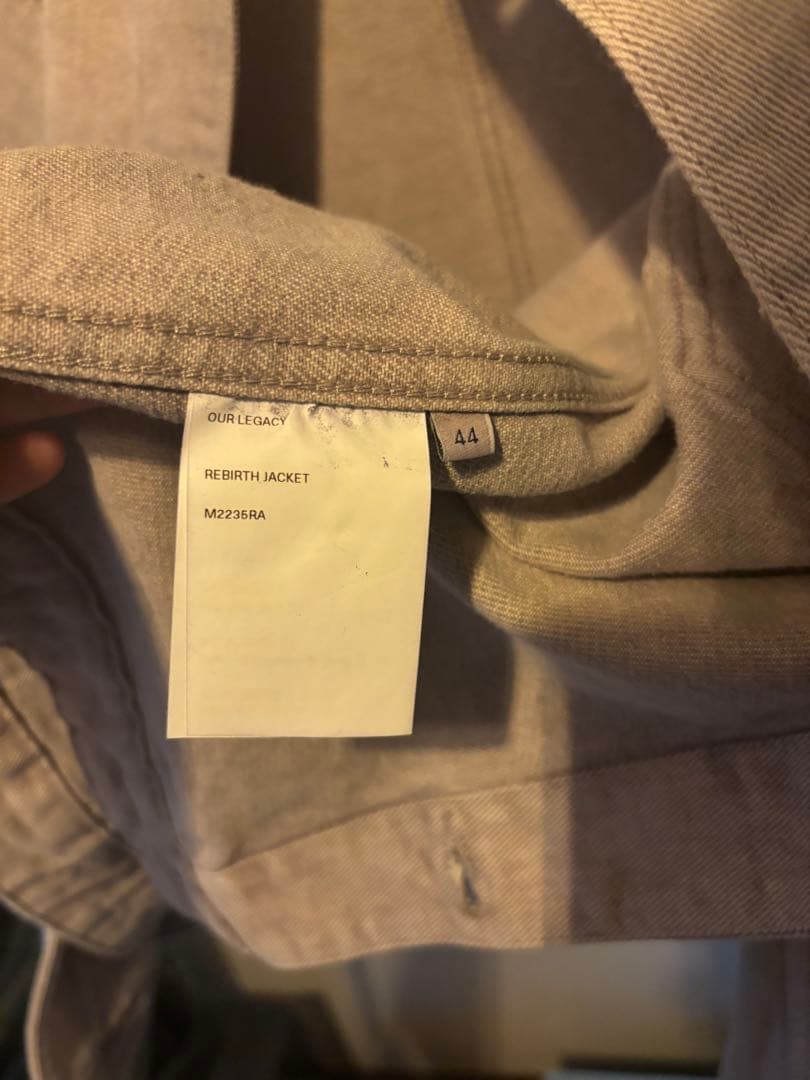 OUR LEGACY
44
REBIRTH JACKET
M2235RA